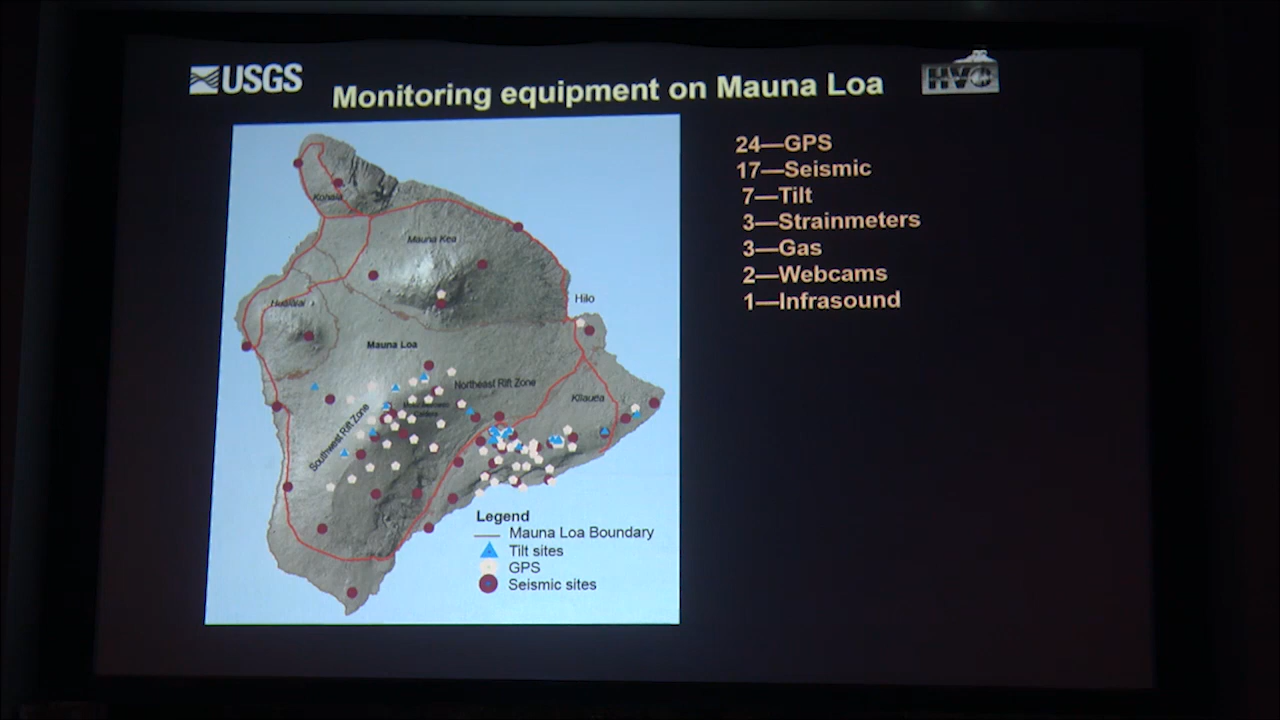 USGS
Monitoring equipment on Mauna Loa
HVO
24—GPS
17—Seismic
7—Tilt
3—Strainmeters
3—Gas
2—Webcams
1—Infrasound
Kohala
Mauna Kea
Hualalai
Hilo
Mauna Loa
Northeast Rift Zone
Kilauea
Southwest Rift Zone
Legend
Mauna Loa Boundary
Tilt sites
GPS
Seismic sites